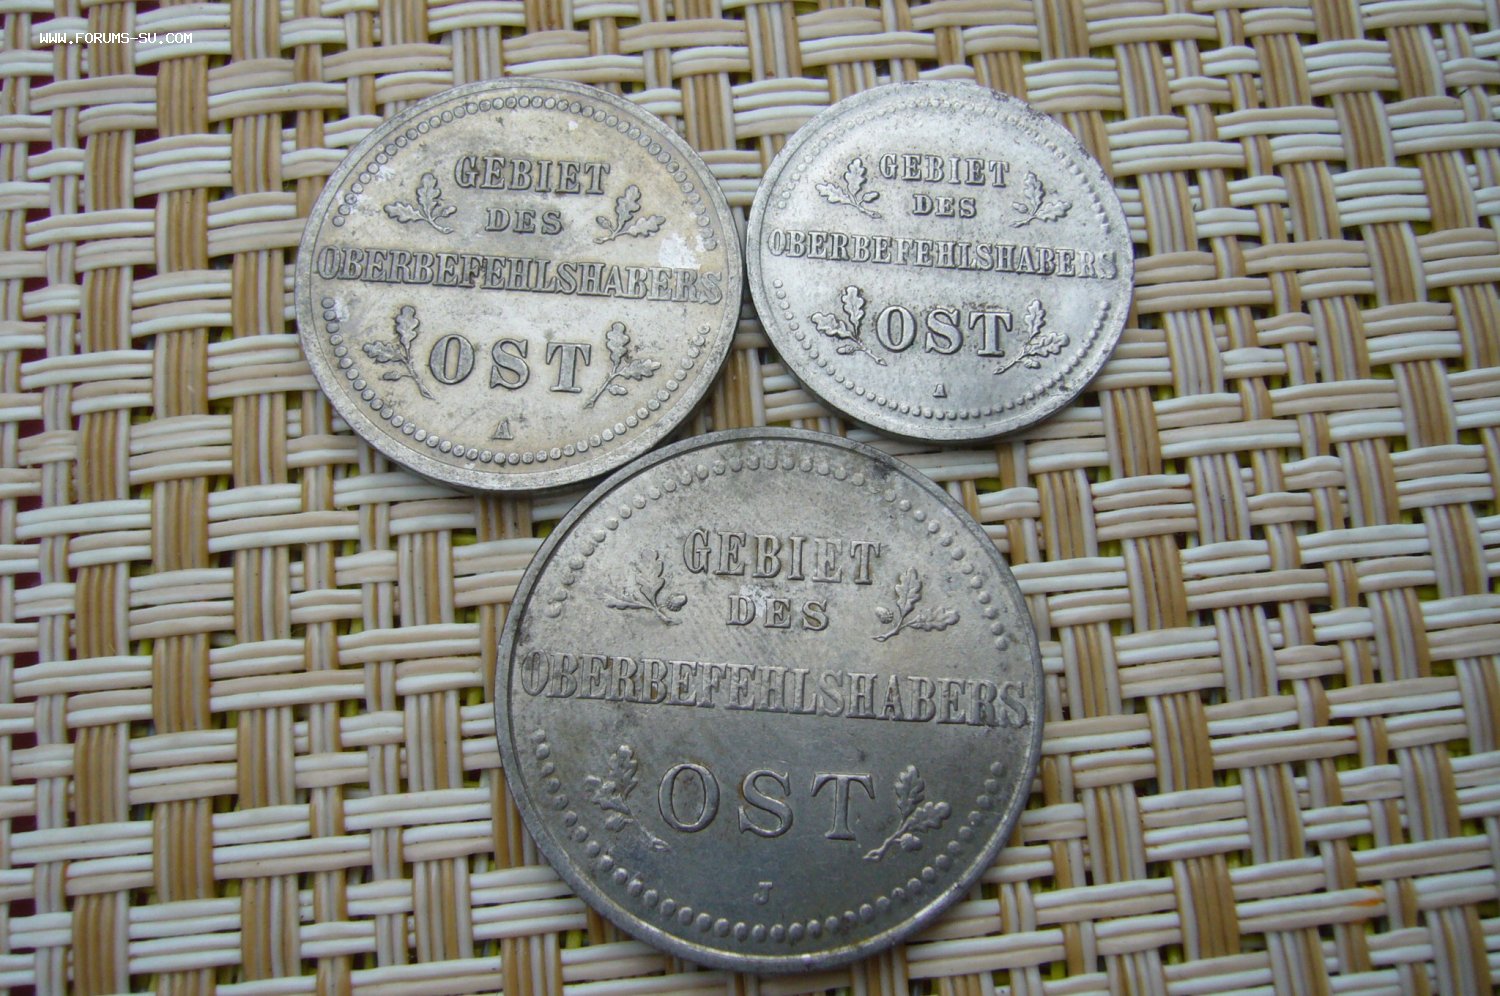 WWW.FORUMS-SU.COM
GEBIET
DES
OBERBEFEHLSHABERS
OST
A
GEBIET
DES
OBERBEFEHLSHABERS
OST
A
GEBIET
DES
OBERBEFEHLSHABERS
OST
J